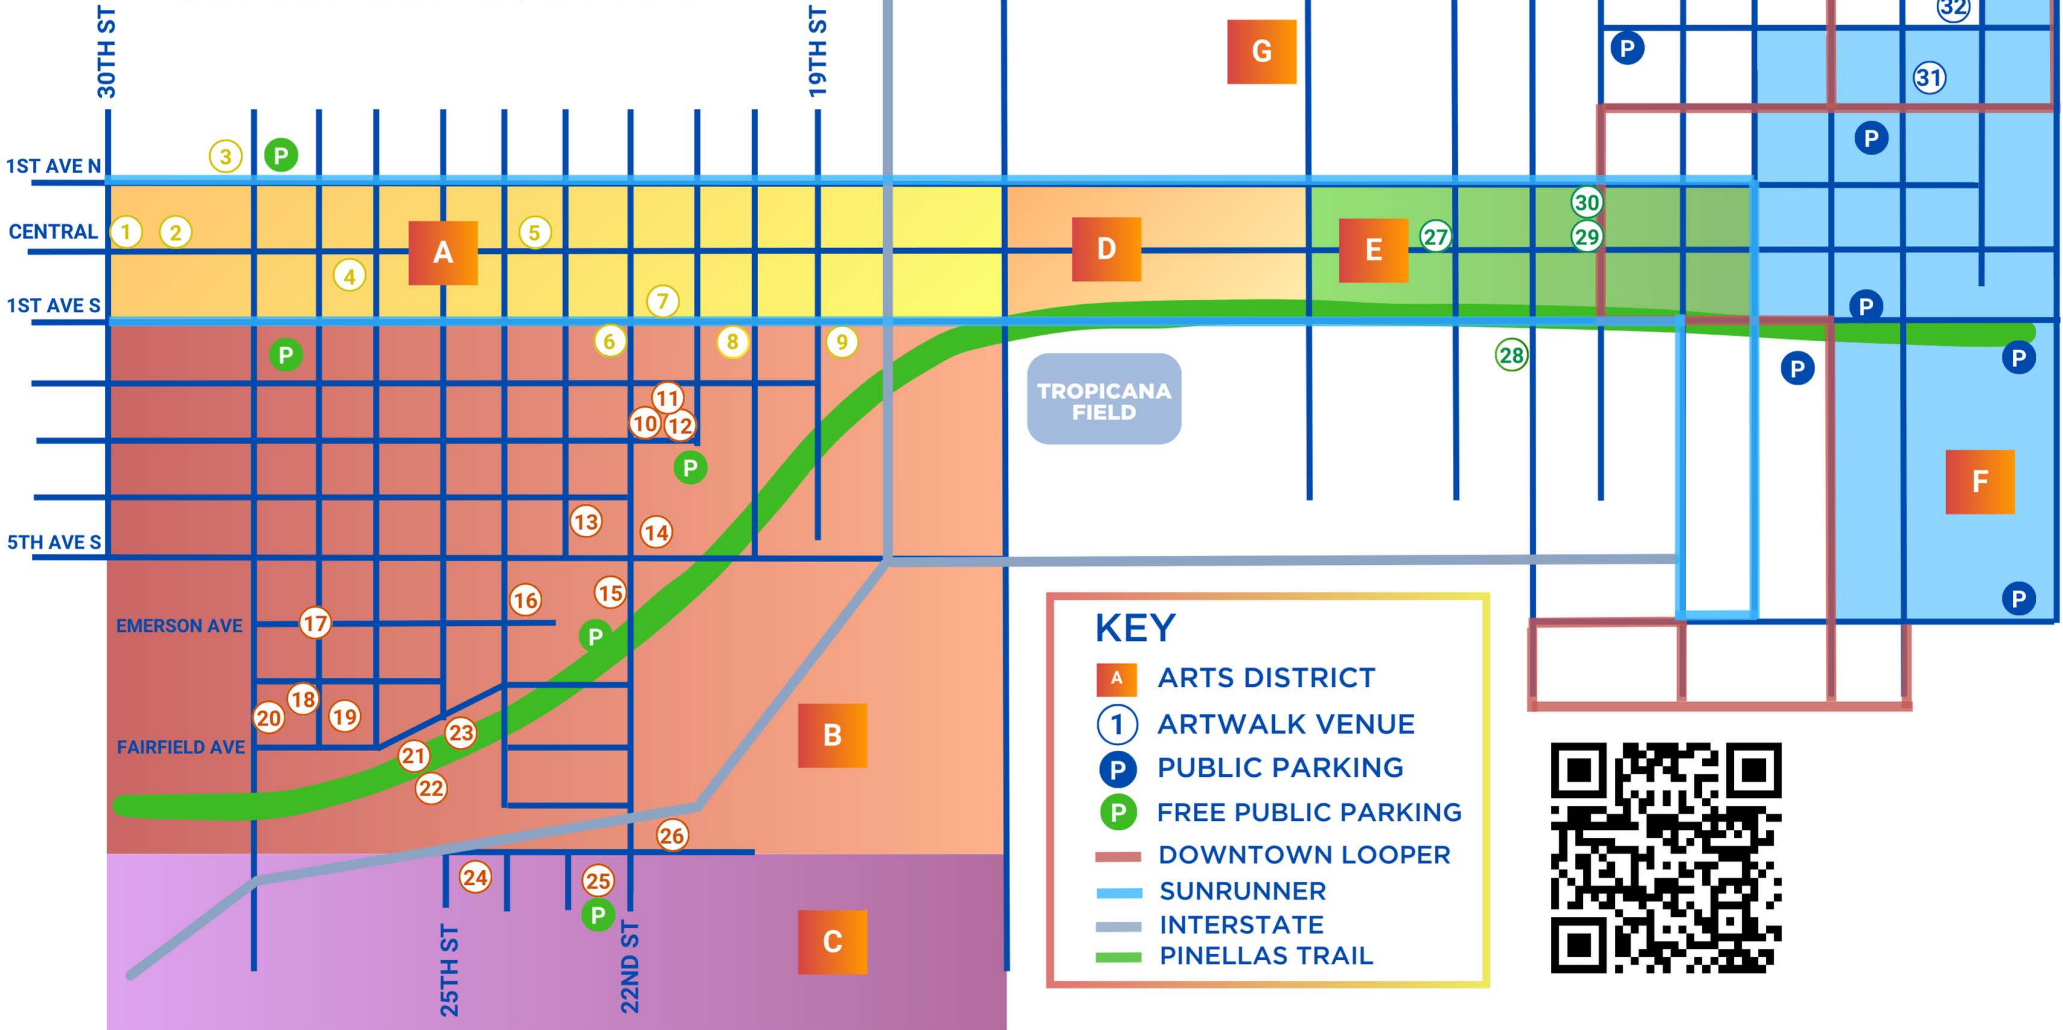 30TH ST
19TH ST
G
P
32
31
P
3
P
1ST AVE N
30
CENTRAL
1
2
A
5
D
E
27
29
4
1ST AVE S
7
P
6
8
9
28
P
P
P
TROPICANA
FIELD
11
10
12
P
F
13
14
5TH AVE S
16
15
P
EMERSON AVE
17
P
18
20
19
23
B
FAIRFIELD AVE
21
22
26
24
25
P
C
25TH ST
22ND ST
KEY
A ARTS DISTRICT
1 ARTWALK VENUE
P PUBLIC PARKING
P FREE PUBLIC PARKING
DOWNTOWN LOOPER
SUNRUNNER
INTERSTATE
PINELLAS TRAIL